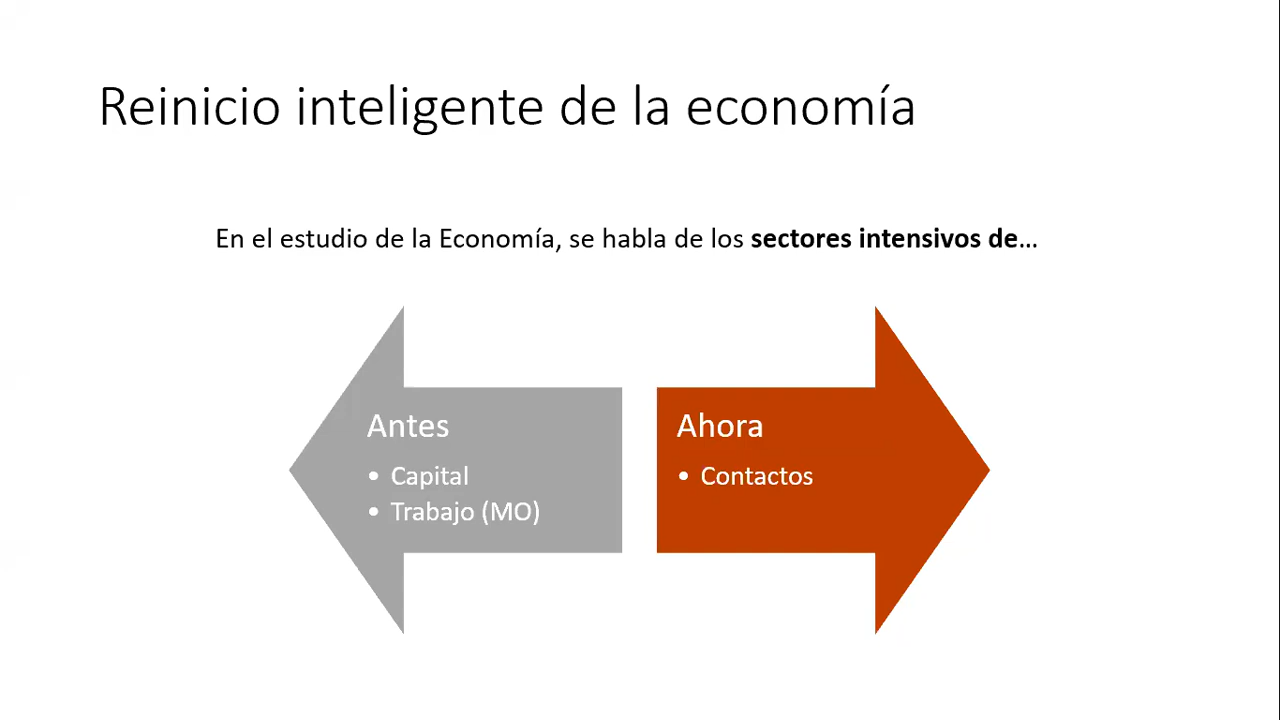 Reinicio inteligente de la economía
En el estudio de la Economía, se habla de los sectores intensivos de...
Antes
• Capital
• Trabajo (MO)
Ahora
• Contactos